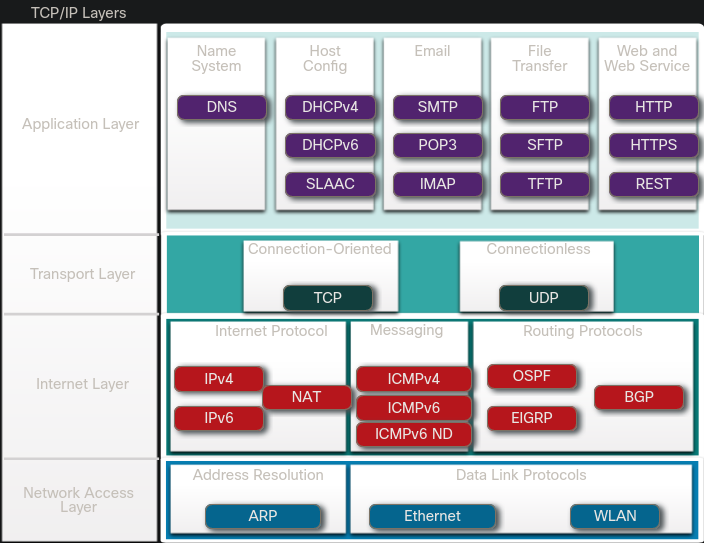 TCP/IP Layers
Application Layer
Name
System
DNS
Host
Config
DHCPv4
DHCPv6
SLAAC
Email
SMTP
POP3
IMAP
File
Transfer
FTP
SFTP
TFTP
Web and
Web Service
HTTP
HTTPS
REST
Transport Layer
Connection-Oriented
TCP
Connectionless
UDP
Internet Layer
Internet Protocol
IPv4
IPv6
NAT
Messaging
ICMPv4
ICMPv6
ICMPv6 ND
Routing Protocols
OSPF
EIGRP
BGP
Network Access
Layer
Address Resolution
ARP
Data Link Protocols
Ethernet
WLAN